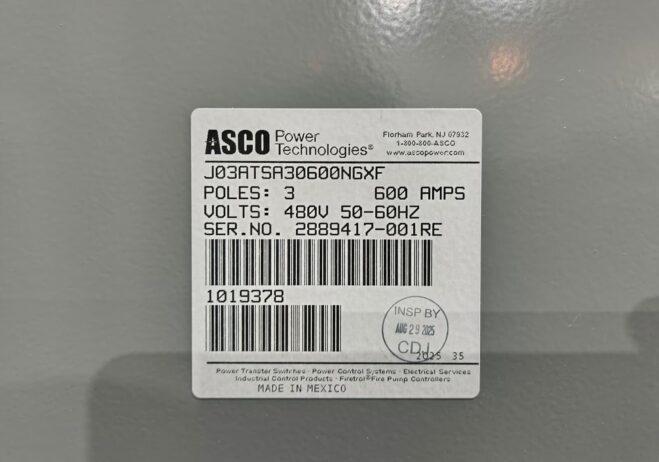 ASCO Power Technologies®
Florham Park, NJ 07932
1-800-800-ASCO
www.ascopower.com
J03ATSA30600NGXF
POLES: 3 600 AMPS
VOLTS: 480V 50-60HZ
SER.NO. 2889417-001RE
1019378
INSP BY
AUG 29 2025
CDJ
2025 35
Power Transfer Switches · Power Control Systems · Electrical Services
Industrial Control Products · Firetrol® Fire Pump Controllers
MADE IN MEXICO